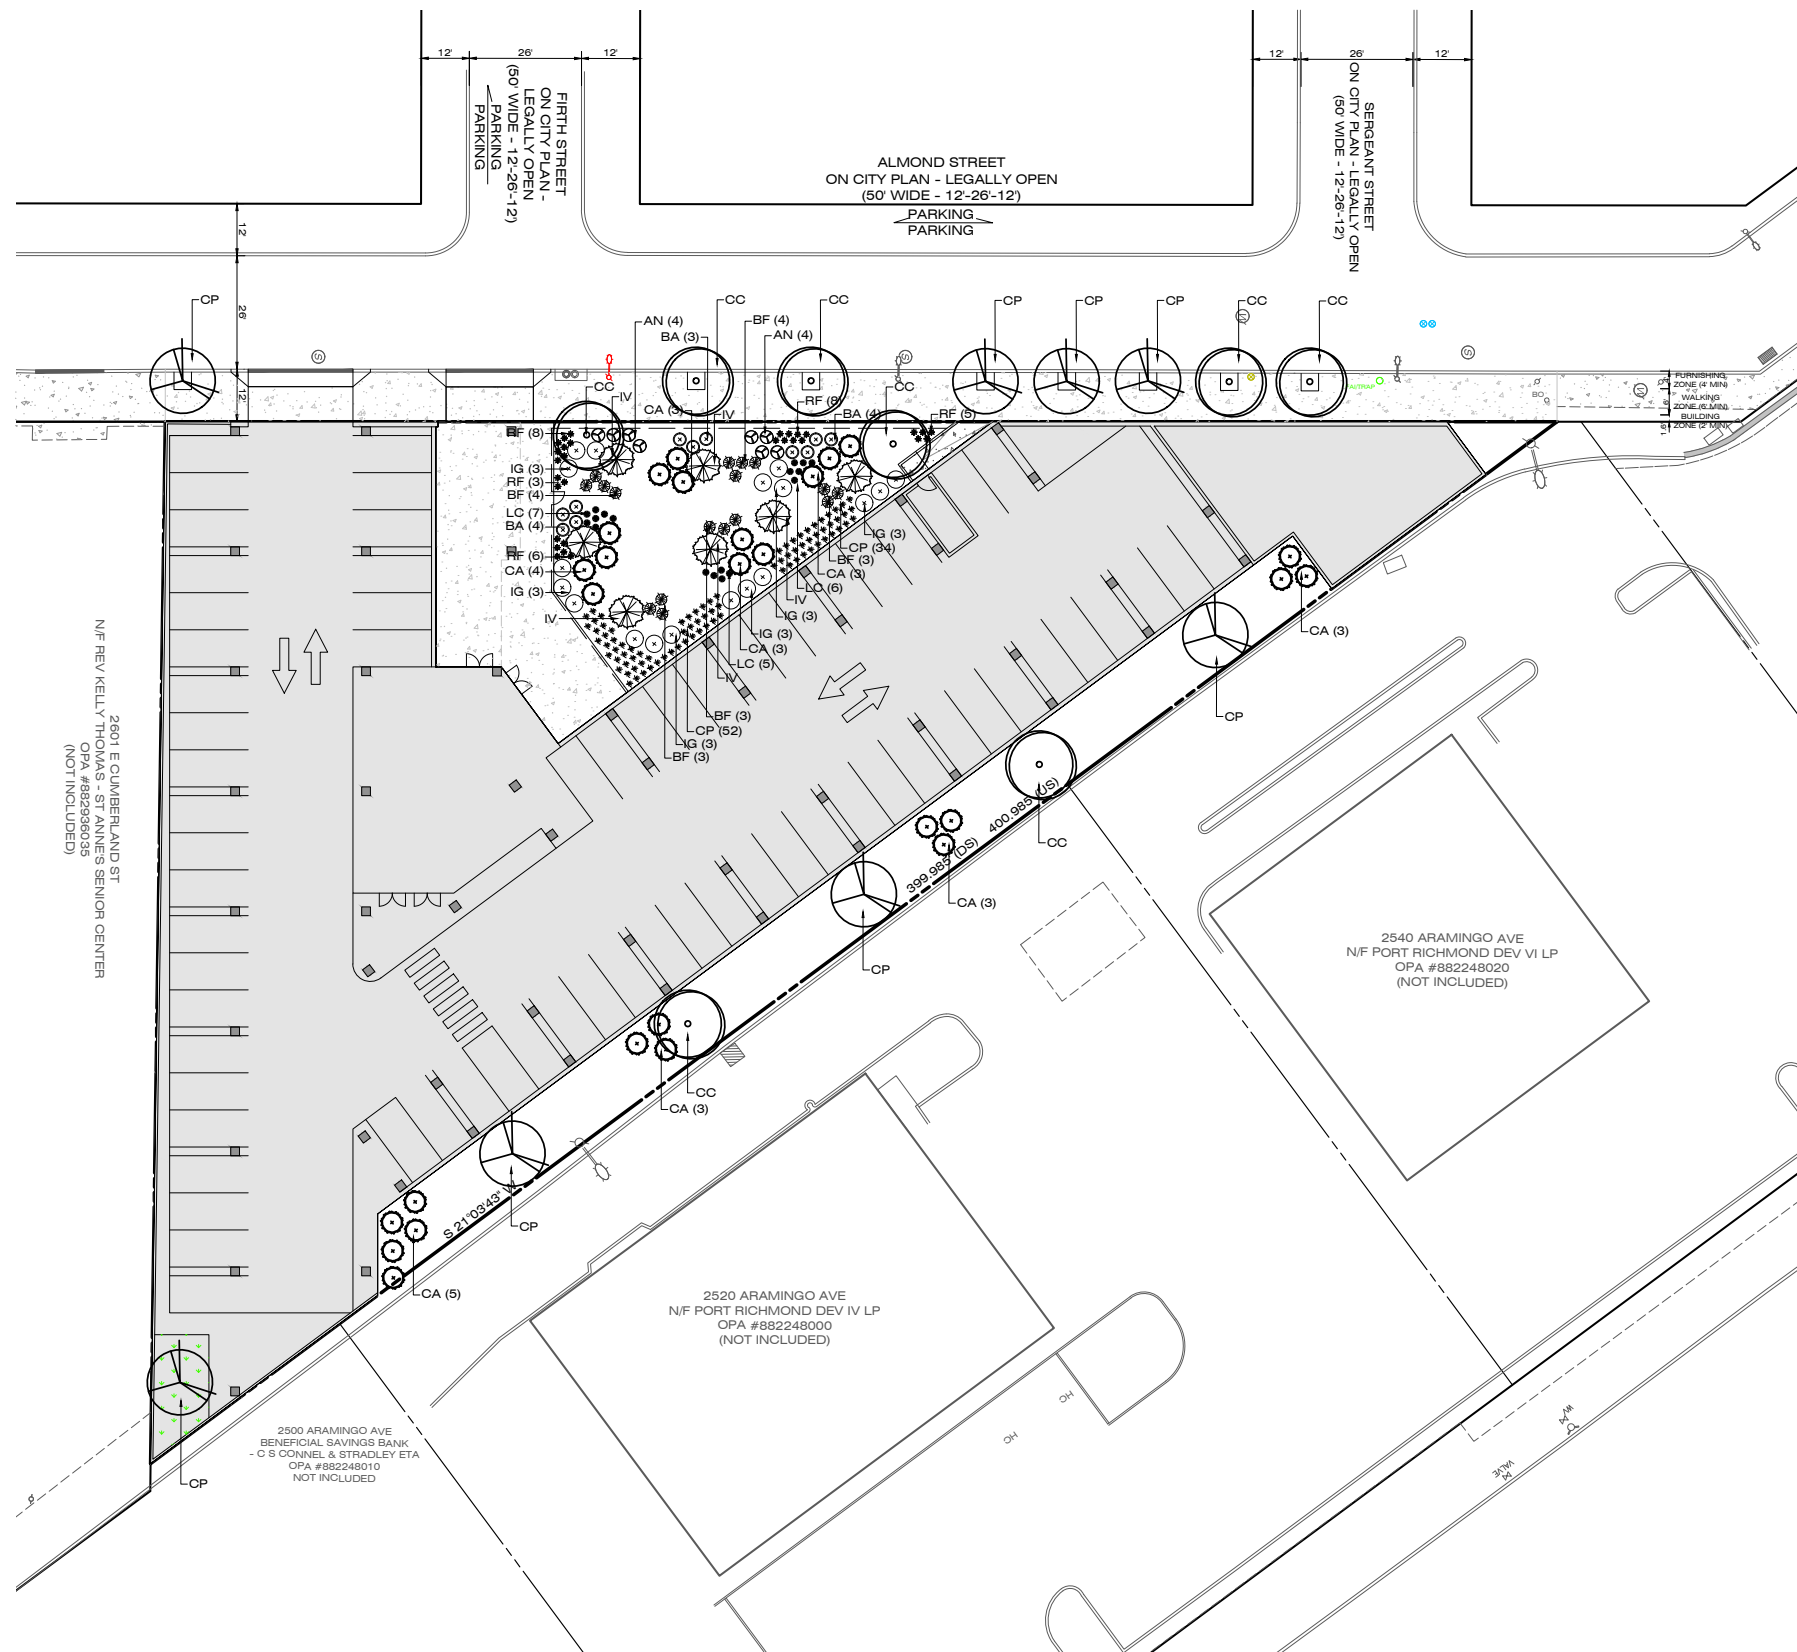 12'
26'
12'
12'
26'
12'
FIRTH STREET
ON CITY PLAN -
LEGALLY OPEN
(50' WIDE - 12'-26'-12')
PARKING
PARKING
ALMOND STREET
ON CITY PLAN - LEGALLY OPEN
(50' WIDE - 12'-26'-12')
PARKING
PARKING
SERGEANT STREET
ON CITY PLAN - LEGALLY OPEN
(50' WIDE - 12'-26'-12')
12'
26'
12'
CP
CC
CC
CP
CP
CP
CC
CC
AN (4)
BF (4)
BA (3)
AN (4)
S
S
M
S
M
CC
IV
CA (3)
IV
RF (8)
BA (4)
CC
RF (5)
FURNISHING
ZONE (4' MIN)
WALKING
ZONE (6' MIN)
BUILDING
ZONE (2' MIN)
BO
BF (8)
IG (3)
RF (3)
BF (4)
LC (7)
BA (4)
RF (6)
CA (4)
IG (3)
IV
IG (3)
CP (34)
BF (3)
CA (3)
LC (6)
IV
IG (3)
IG (3)
CA (3)
LC (5)
IV
BF (3)
CP (52)
IG (3)
BF (3)
CA (3)
CP
CC
CA (3)
CP
CC
CA (3)
CP
CA (5)
CP
400.985' (US)
399.985' (DS)
S 21°03'43" W
2601 E CUMBERLAND ST
N/F REV KELLY THOMAS - ST ANNE'S SENIOR CENTER
OPA #882936035
(NOT INCLUDED)
2540 ARAMINGO AVE
N/F PORT RICHMOND DEV VI LP
OPA #882248020
(NOT INCLUDED)
2520 ARAMINGO AVE
N/F PORT RICHMOND DEV IV LP
OPA #882248000
(NOT INCLUDED)
2500 ARAMINGO AVE
BENEFICIAL SAVINGS BANK
- C S CONNEL & STRADLEY ETA
OPA #882248010
NOT INCLUDED
HC
HC
WV
VALVE